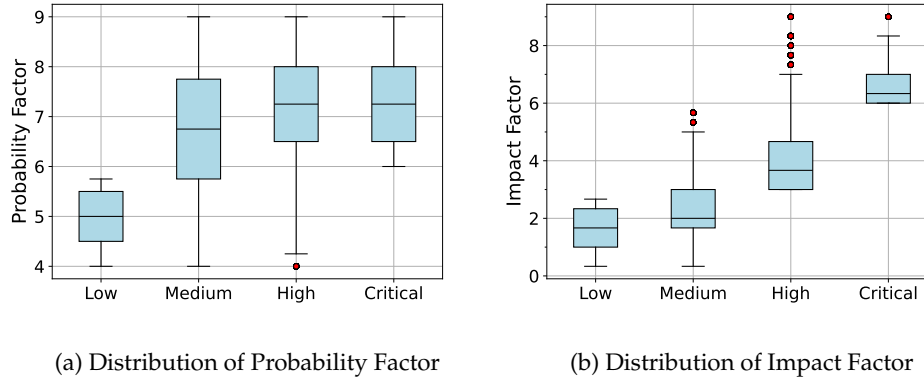 9
8
7
6
5
4
Probability Factor
Low Medium High Critical
8
6
4
2
0
Impact Factor
Low Medium High Critical
(a) Distribution of Probability Factor
(b) Distribution of Impact Factor